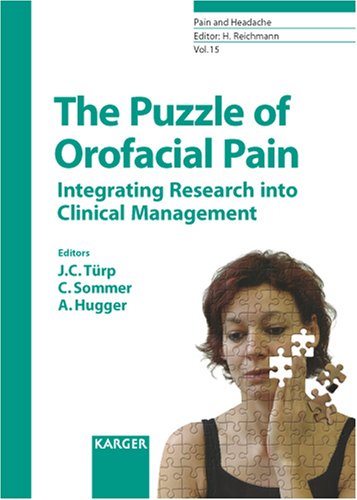 Pain and Headache
Editor: H. Reichmann
Vol. 15
The Puzzle of
Orofacial Pain
Integrating Research into
Clinical Management
Editors
J.C. Türp
C. Sommer
A. Hugger
KARGER